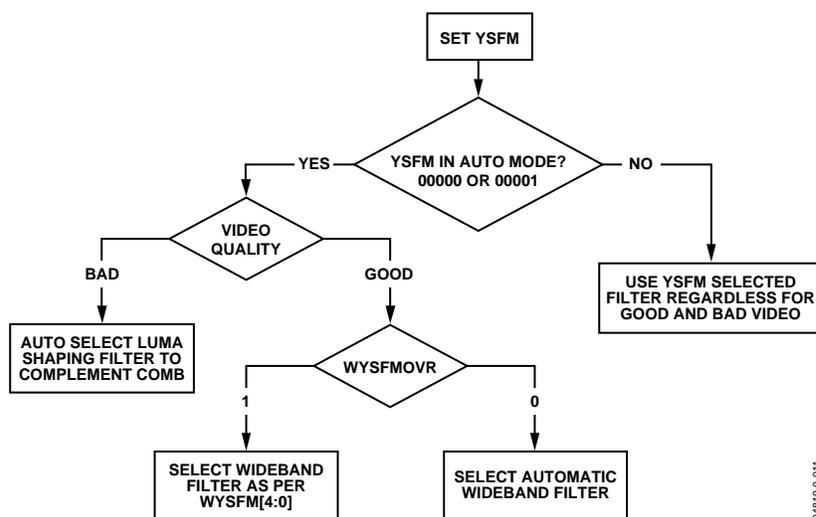 SET YSFM
YSFM IN AUTO MODE?
00000 OR 00001
YES
NO
VIDEO
QUALITY
BAD
GOOD
USE YSFM SELECTED
FILTER REGARDLESS FOR
GOOD AND BAD VIDEO
AUTO SELECT LUMA
SHAPING FILTER TO
COMPLEMENT COMB
WYSFMOVR
1
0
SELECT WIDEBAND
FILTER AS PER
WYSFM[4:0]
SELECT AUTOMATIC
WIDEBAND FILTER